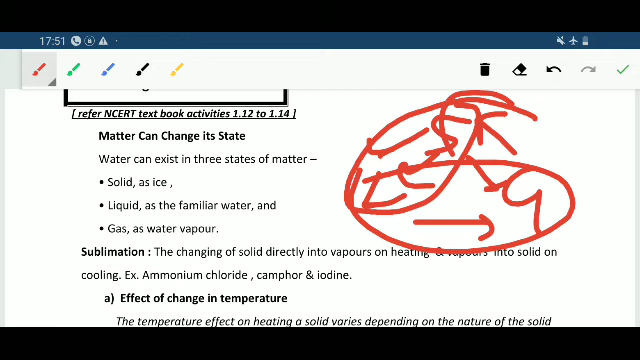 17:51
[ refer NCERT text book activities 1.12 to 1.14 ]
Matter Can Change its State
Water can exist in three states of matter –
• Solid, as ice ,
• Liquid, as the familiar water, and
• Gas, as water vapour.
Sublimation : The changing of solid directly into vapours on heating & vapours into solid on
cooling. Ex. Ammonium chloride , camphor & iodine.
a) Effect of change in temperature
The temperature effect on heating a solid varies depending on the nature of the solid